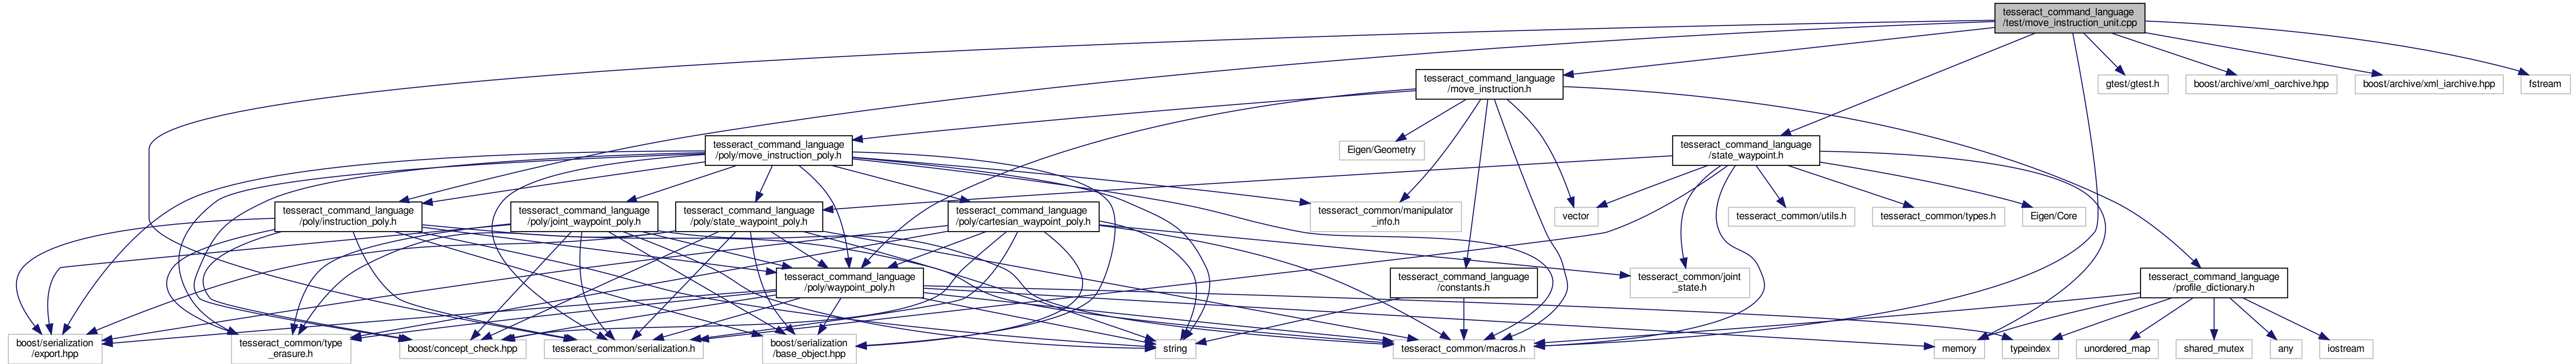 tesseract_command_language
/test/move_instruction_unit.cpp
tesseract_command_language
/move_instruction.h
gtest/gtest.h
boost/archive/xml_oarchive.hpp
boost/archive/xml_iarchive.hpp
fstream
tesseract_command_language
/poly/move_instruction_poly.h
Eigen/Geometry
tesseract_command_language
/state_waypoint.h
tesseract_command_language
/poly/instruction_poly.h
tesseract_command_language
/poly/joint_waypoint_poly.h
tesseract_command_language
/poly/state_waypoint_poly.h
tesseract_command_language
/poly/cartesian_waypoint_poly.h
tesseract_common/manipulator
_info.h
vector
tesseract_common/utils.h
tesseract_common/types.h
Eigen/Core
tesseract_command_language
/poly/waypoint_poly.h
tesseract_command_language
/constants.h
tesseract_common/joint
_state.h
tesseract_command_language
/profile_dictionary.h
boost/serialization
/export.hpp
tesseract_common/type
_erasure.h
boost/concept_check.hpp
tesseract_common/serialization.h
boost/serialization
/base_object.hpp
string
tesseract_common/macros.h
memory
typeindex
unordered_map
shared_mutex
any
iostream